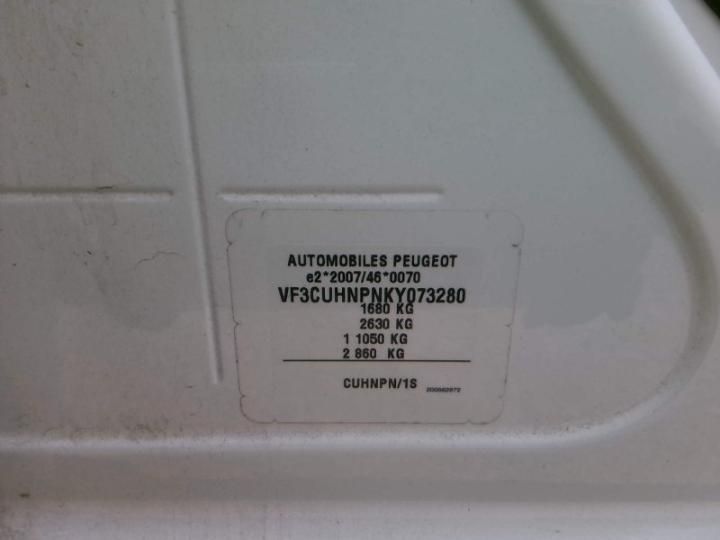 AUTOMOBILES PEUGEOT
e2*2007/46*0070
VF3CUHNPNKY073280
1680 KG
2630 KG
1 1050 KG
2 860 KG
CUHNPN/1S